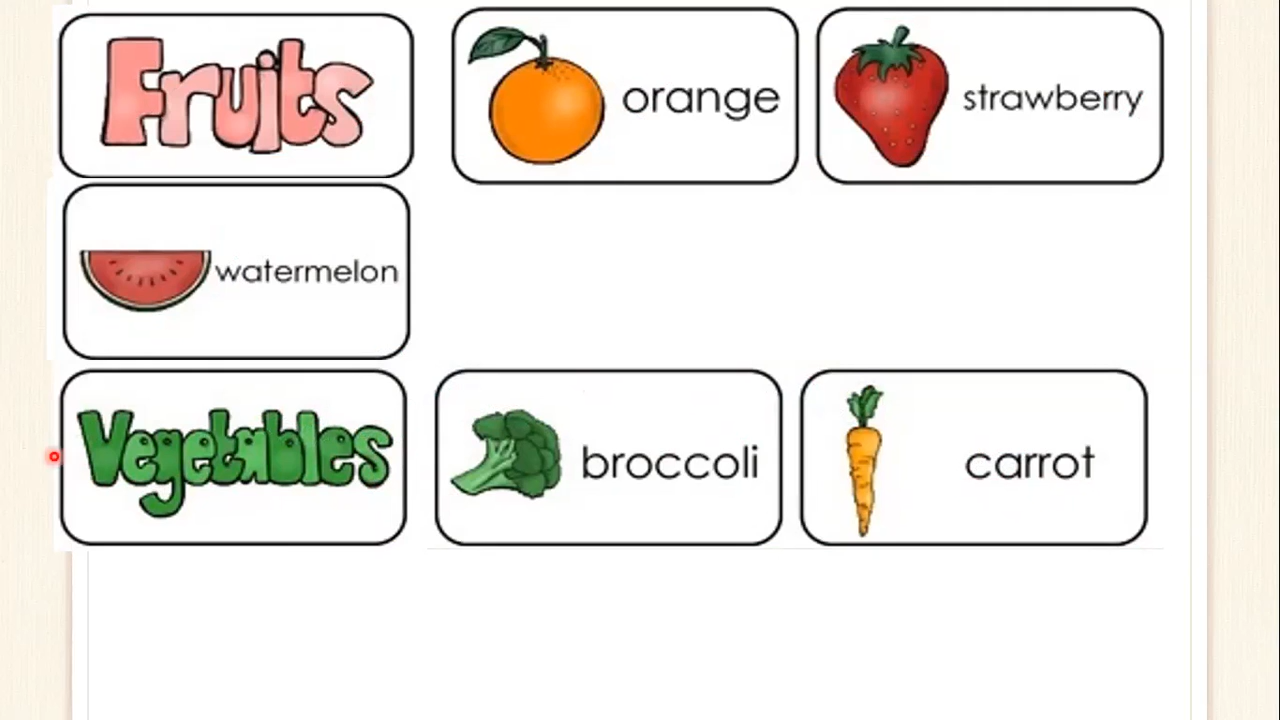 Fruits
orange
strawberry
watermelon
Vegetables
broccoli
carrot